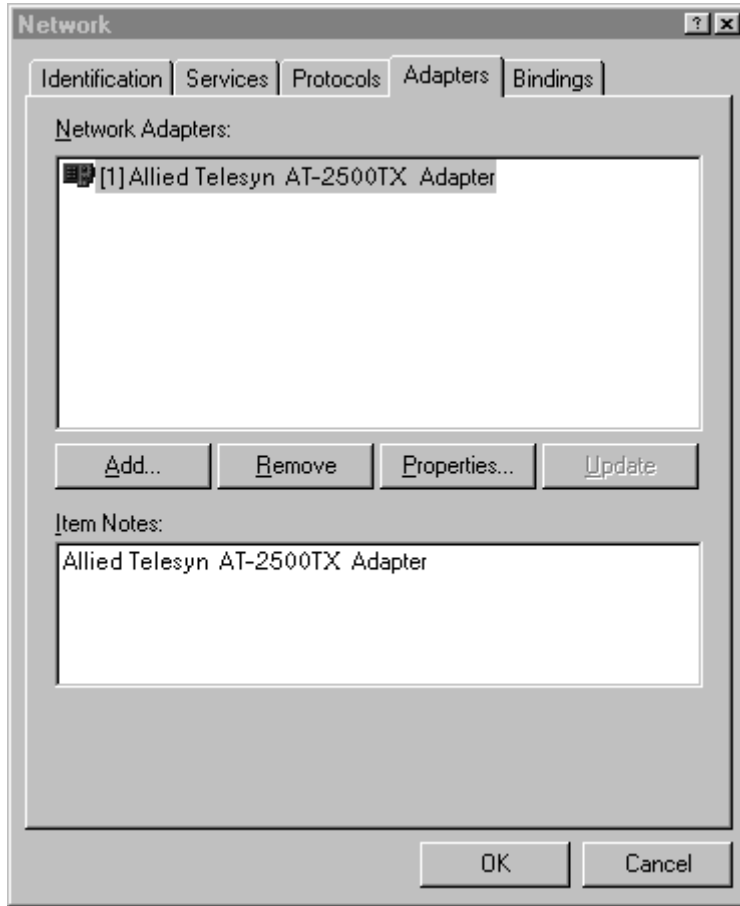 Network
Identification Services Protocols Adapters Bindings
Network Adapters:
[1] Allied Telesyn AT-2500TX Adapter
Add... Remove Properties... Update
Item Notes:
Allied Telesyn AT-2500TX Adapter
OK Cancel